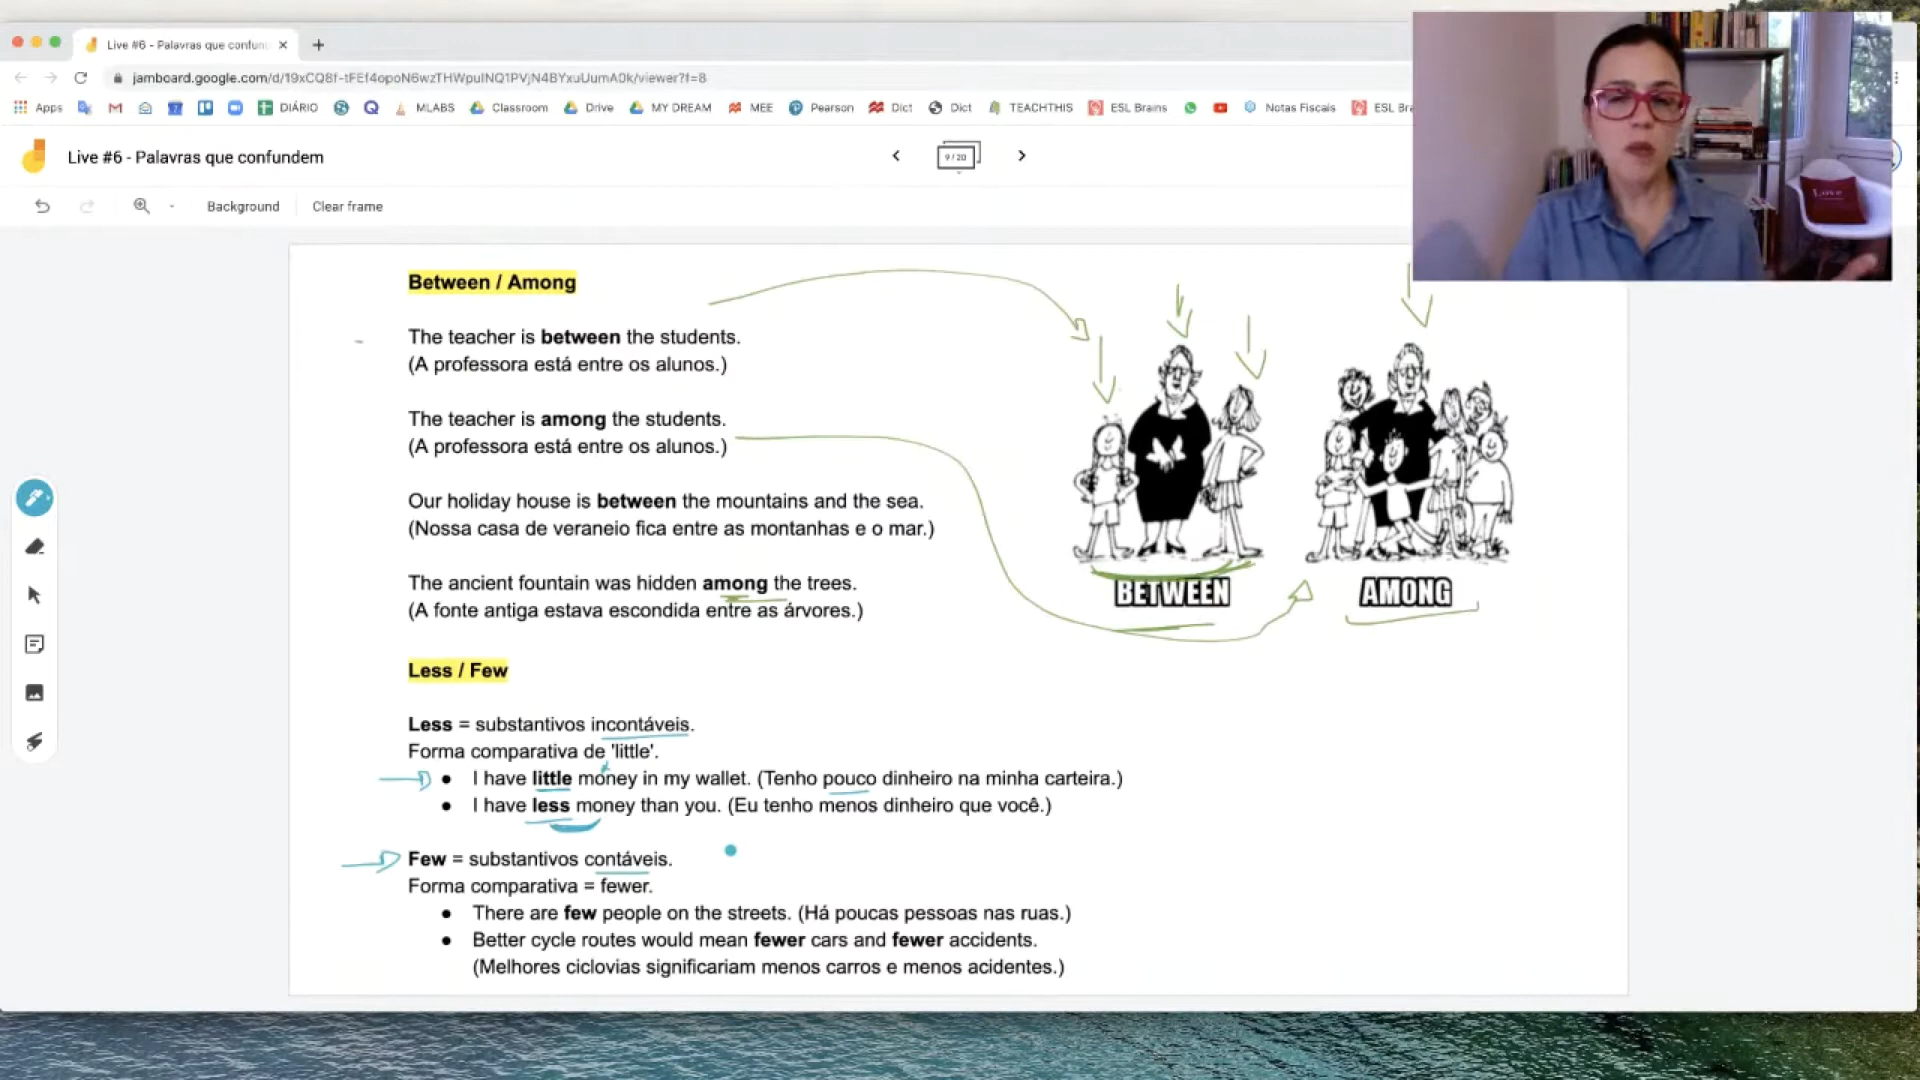 Live #6 - Palavras que confun
jamboard.google.com/d/19xCQ8f-tFEf4opoN6wzTHWpuINQ1PVjN4BYxuUumA0k/viewer?f=8
Apps DIÁRIO MLABS Classroom Drive MY DREAM MEE Pearson Dict Dict TEACHTHIS ESL Brains Notas Fiscais ESL Bra
Live #6 - Palavras que confundem
9 / 20
Background Clear frame
Love
Between / Among
The teacher is between the students.
(A professora está entre os alunos.)
The teacher is among the students.
(A professora está entre os alunos.)
Our holiday house is between the mountains and the sea.
(Nossa casa de veraneio fica entre as montanhas e o mar.)
The ancient fountain was hidden among the trees.
(A fonte antiga estava escondida entre as árvores.)
BETWEEN AMONG
Less / Few
Less = substantivos incontáveis.
Forma comparativa de 'little'.
• I have little money in my wallet. (Tenho pouco dinheiro na minha carteira.)
• I have less money than you. (Eu tenho menos dinheiro que você.)
Few = substantivos contáveis.
Forma comparativa = fewer.
• There are few people on the streets. (Há poucas pessoas nas ruas.)
• Better cycle routes would mean fewer cars and fewer accidents.
(Melhores ciclovias significariam menos carros e menos acidentes.)